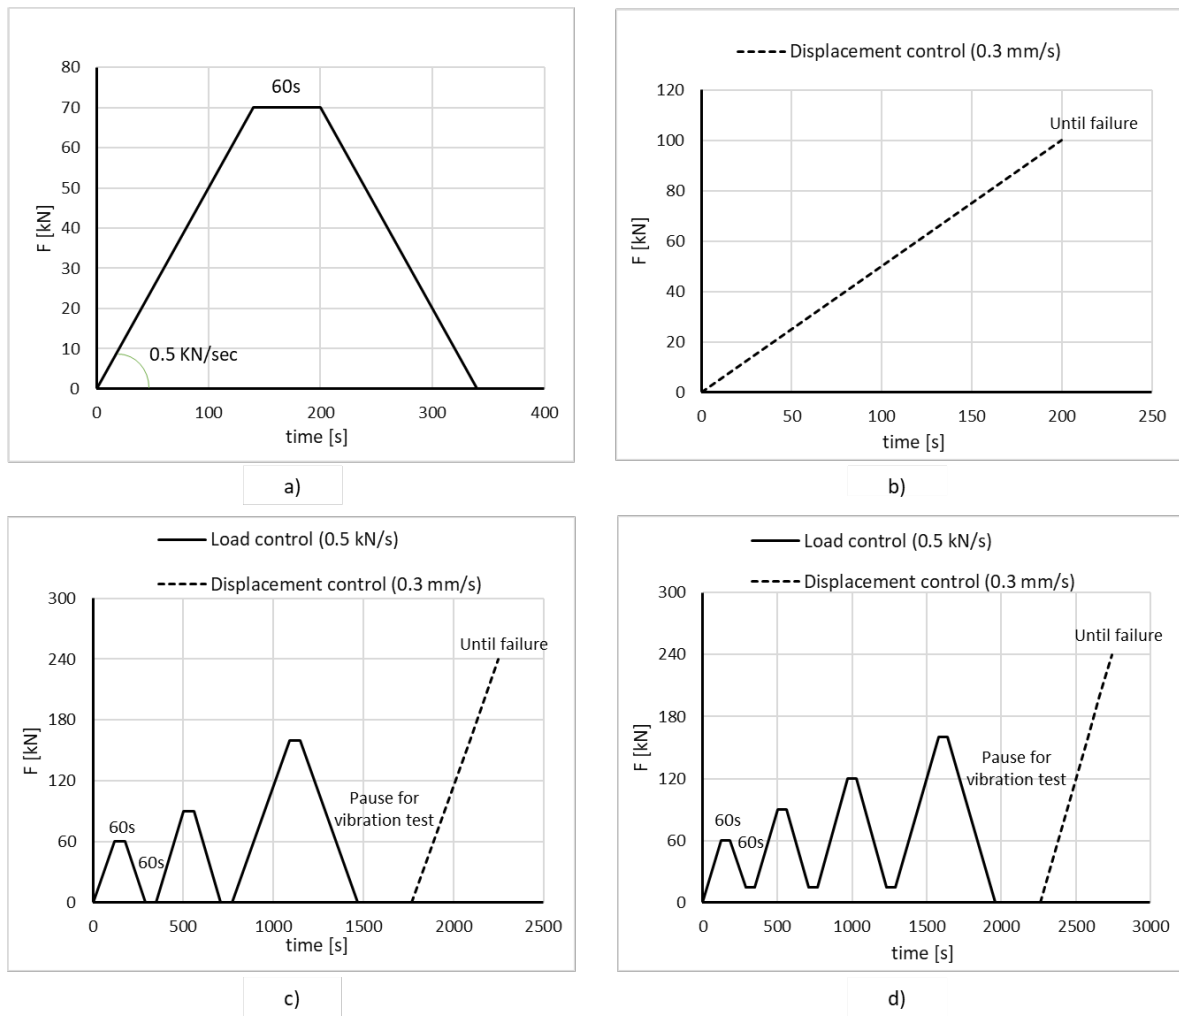 80
70
60
50
40
30
20
10
0
F [kN]
60s
0.5 KN/sec
0 100 200 300 400
time [s]
a)
Displacement control (0.3 mm/s)
120
100
80
60
40
20
0
F [kN]
Until failure
0 50 100 150 200 250
time [s]
b)
Load control (0.5 kN/s)
Displacement control (0.3 mm/s)
300
240
180
120
60
0
F [kN]
Until failure
Pause for
vibration test
60s
60s
0 500 1000 1500 2000 2500
time [s]
c)
Load control (0.5 kN/s)
Displacement control (0.3 mm/s)
300
240
180
120
60
0
F [kN]
Until failure
Pause for
vibration test
60s
60s
0 500 1000 1500 2000 2500 3000
time [s]
d)